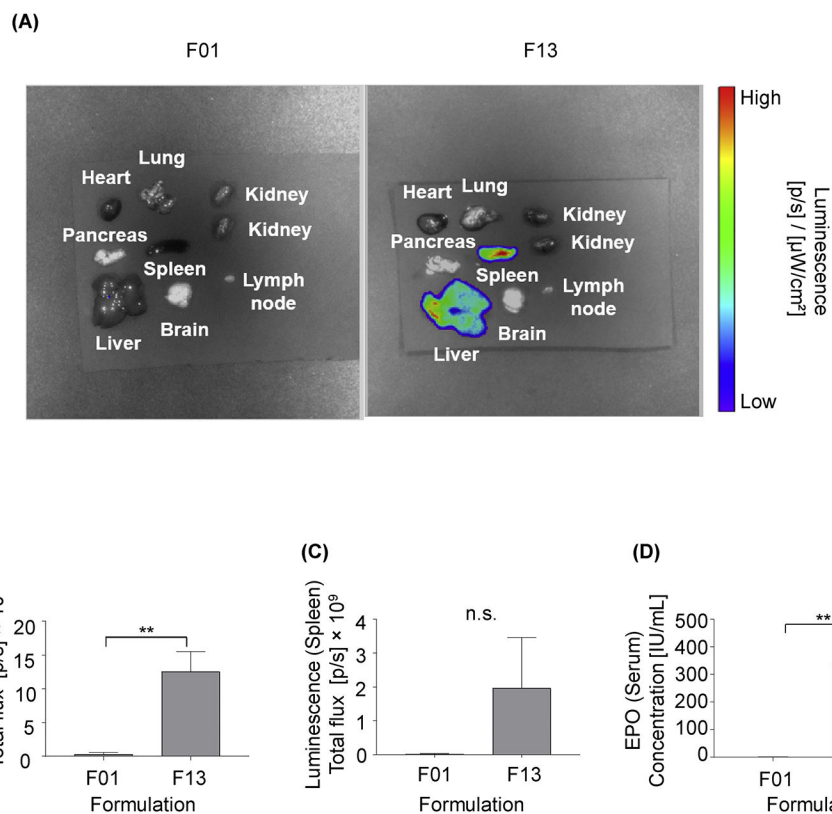 (A)
F01
F13
Lung
Heart
Kidney
Kidney
Pancreas
Spleen
Lymph
node
Brain
Liver
Heart
Lung
Kidney
Kidney
Pancreas
Spleen
Lymph
node
Brain
Liver
High
Low
Luminescence
[p/s] / [µW/cm²]
20
15
10
5
0
**
F01
F13
Formulation
(C)
Luminescence (Spleen)
Total flux [p/s] × 10⁹
4
3
2
1
0
n.s.
F01
F13
Formulation
(D)
EPO (Serum)
Concentration [IU/mL]
500
400
300
200
100
0
**
F01